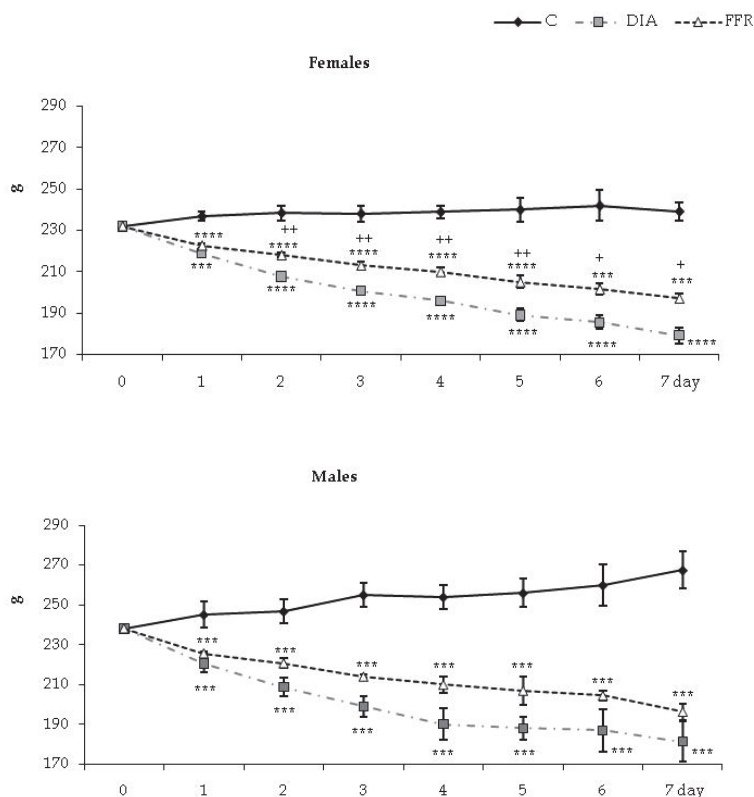 C DIA FFR
Females
290
270
250
g
230
210
190
170
++ ++ ++ ++ + +
**** **** **** **** **** *** ***
*** **** **** **** **** **** ****
0 1 2 3 4 5 6 7 day
Males
290
270
250
g
230
210
190
170
*** *** *** *** *** *** ***
*** *** *** *** *** *** ***
0 1 2 3 4 5 6 7 day